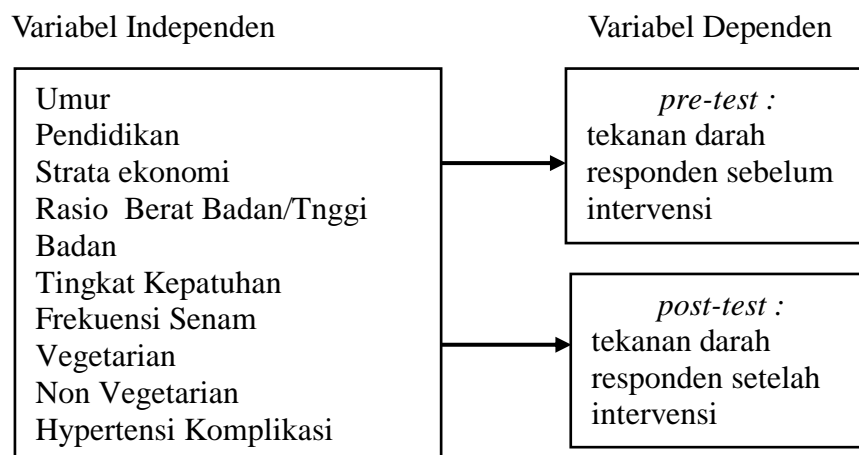 Variabel Independen
Variabel Dependen
Umur
Pendidikan
Strata ekonomi
Rasio Berat Badan/Tnggi
Badan
Tingkat Kepatuhan
Frekuensi Senam
Vegetarian
Non Vegetarian
Hypertensi Komplikasi
pre-test :
tekanan darah
responden sebelum
intervensi
post-test :
tekanan darah
responden setelah
intervensi